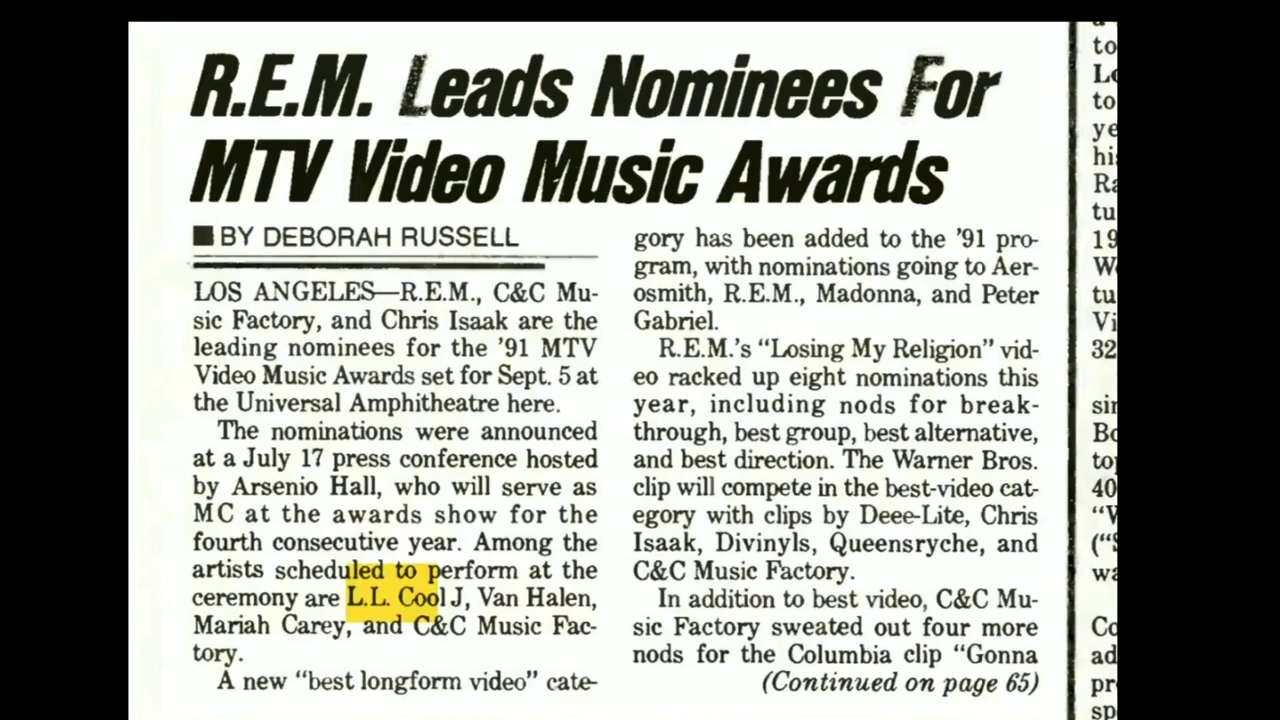 R.E.M. Leads Nominees For
MTV Video Music Awards
■ BY DEBORAH RUSSELL
LOS ANGELES—R.E.M., C&C Mu-
sic Factory, and Chris Isaak are the
leading nominees for the '91 MTV
Video Music Awards set for Sept. 5 at
the Universal Amphitheatre here.
The nominations were announced
at a July 17 press conference hosted
by Arsenio Hall, who will serve as
MC at the awards show for the
fourth consecutive year. Among the
artists scheduled to perform at the
ceremony are L.L. Cool J, Van Halen,
Mariah Carey, and C&C Music Fac-
tory.
A new “best longform video” cate-
gory has been added to the '91 pro-
gram, with nominations going to Aer-
osmith, R.E.M., Madonna, and Peter
Gabriel.
R.E.M.'s “Losing My Religion” vid-
eo racked up eight nominations this
year, including nods for break-
through, best group, best alternative,
and best direction. The Warner Bros.
clip will compete in the best-video cat-
egory with clips by Deee-Lite, Chris
Isaak, Divinyls, Queensryche, and
C&C Music Factory.
In addition to best video, C&C Mu-
sic Factory sweated out four more
nods for the Columbia clip “Gonna
(Continued on page 65)
to
to
ye
tu
19
tu
32
40